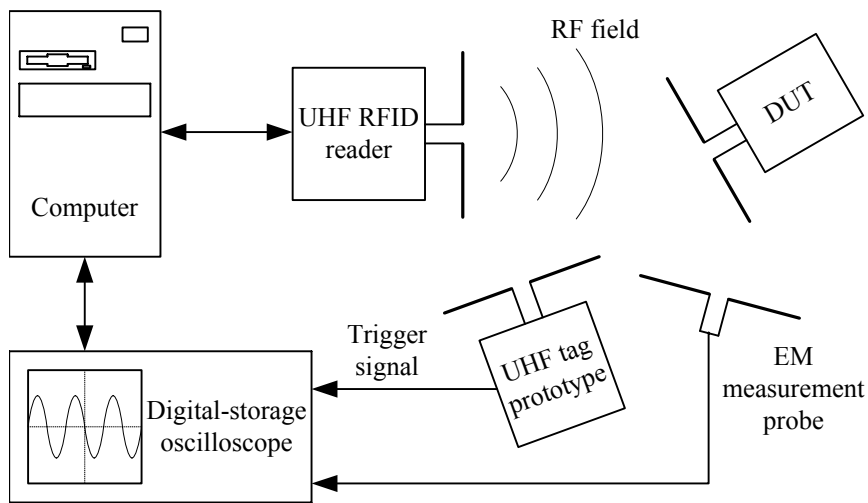 RF field
DUT
UHF RFID
reader
Computer
Trigger
signal
UHF tag
prototype
EM
measurement
probe
Digital-storage
oscilloscope